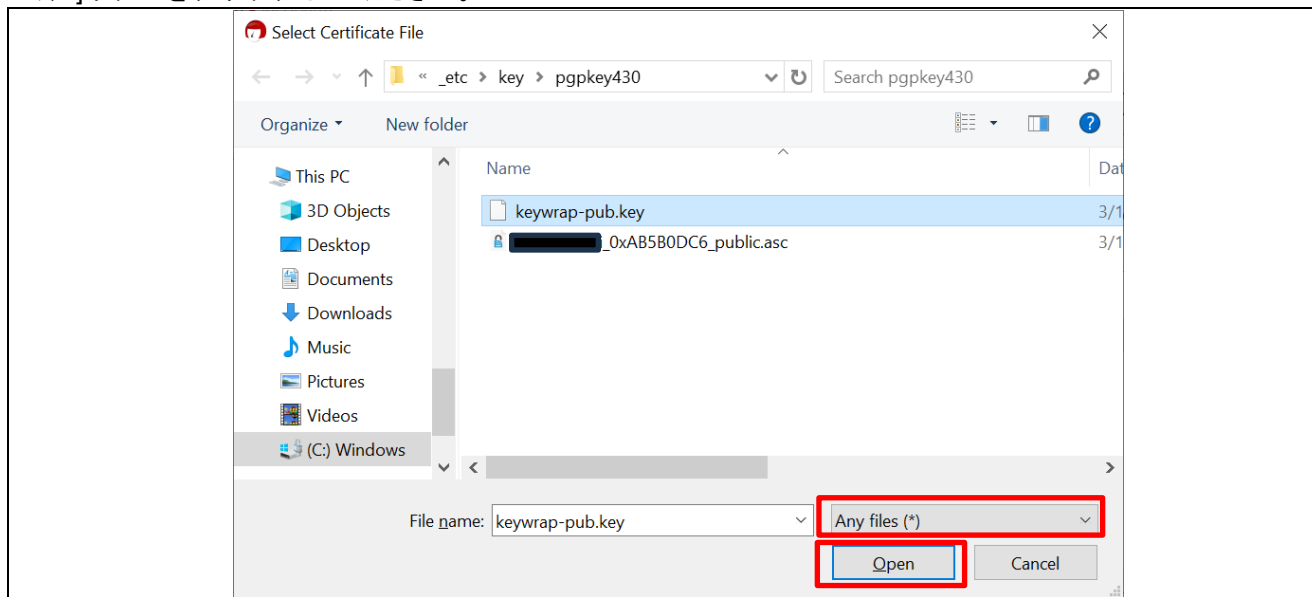 Select Certificate File
« _etc > key > pgpkey430
Search pgpkey430
Organize
New folder
This PC
3D Objects
Desktop
Documents
Downloads
Music
Pictures
Videos
(C:) Windows
Name
Dat
keywrap-pub.key
3/1
_0xAB5B0DC6_public.asc
3/1
File name:
keywrap-pub.key
Any files (*)
Open
Cancel